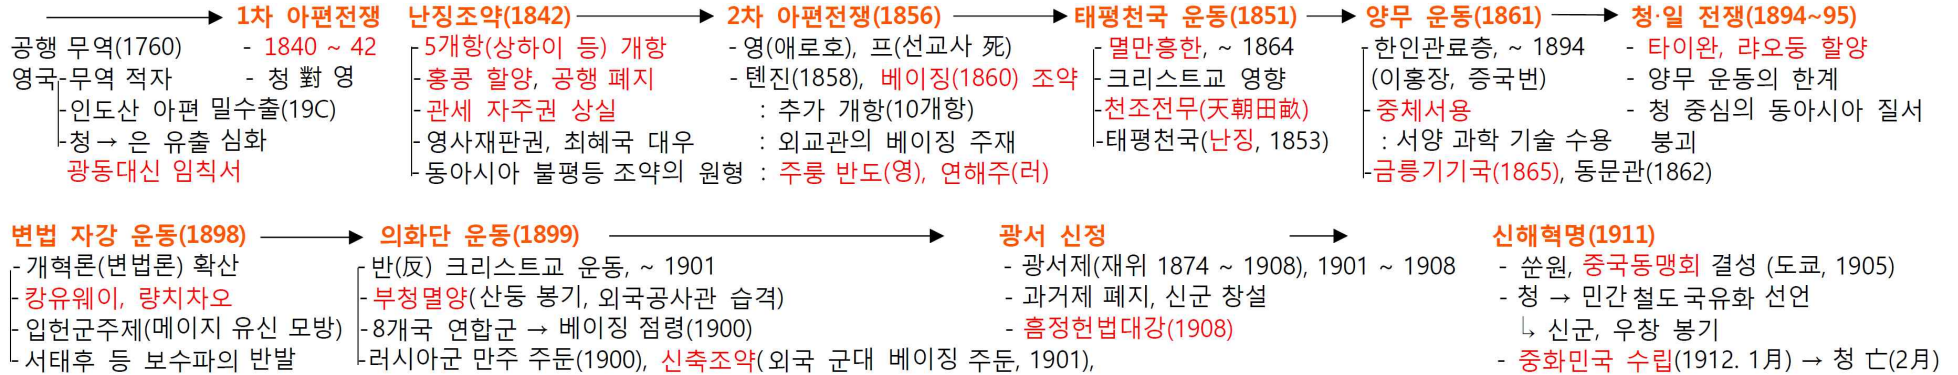 1차 아편전쟁
공행 무역(1760)
영국-무역 적자
-인도산 아편 밀수출(19C)
-청→ 은 유출 심화
광동대신 임칙서
- 1840 ~ 42
- 청 對 영
난징조약(1842)
-5개항(상하이 등) 개항
-홍콩 할양, 공행 폐지
-관세 자주권 상실
-영사재판권, 최혜국 대우
-동아시아 불평등 조약의 원형
2차 아편전쟁(1856)
-영(애로호), 프(선교사 死)
-톈진(1858), 베이징(1860) 조약
: 추가 개항(10개항)
: 외교관의 베이징 주재
: 주룽 반도(영), 연해주(러)
태평천국 운동(1851)
-멸만흥한, ~ 1864
-크리스트교 영향
-천조전무(天朝田畝)
-태평천국(난징, 1853)
양무 운동(1861)
-한인관료층, ~ 1894
(이홍장, 증국번)
-중체서용
: 서양 과학 기술 수용
-금릉기기국(1865), 동문관(1862)
청·일 전쟁(1894~95)
- 타이완, 랴오둥 할양
- 양무 운동의 한계
- 청 중심의 동아시아 질서
붕괴
변법 자강 운동(1898)
-개혁론(변법론) 확산
-캉유웨이, 량치차오
-입헌군주제(메이지 유신 모방)
-서태후 등 보수파의 반발
의화단 운동(1899)
-반(反) 크리스트교 운동, ~ 1901
-부청멸양(산둥 봉기, 외국공사관 습격)
-8개국 연합군 → 베이징 점령(1900)
-러시아군 만주 주둔(1900), 신축조약(외국 군대 베이징 주둔, 1901),
광서 신정
- 광서제(재위 1874 ~ 1908), 1901 ~ 1908
- 과거제 폐지, 신군 창설
- 흠정헌법대강(1908)
신해혁명(1911)
- 쑨원, 중국동맹회 결성 (도쿄, 1905)
- 청 → 민간 철도 국유화 선언
↳ 신군, 우창 봉기
- 중화민국 수립(1912. 1月) → 청 亡(2月)